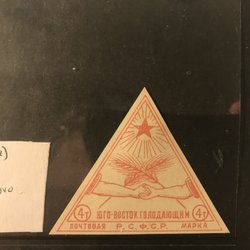 4т ЮГО-ВОСТОК ГОЛОДАЮЩИМ 4т
ПОЧТОВАЯ Р.С.Ф.С.Р. МАРКА